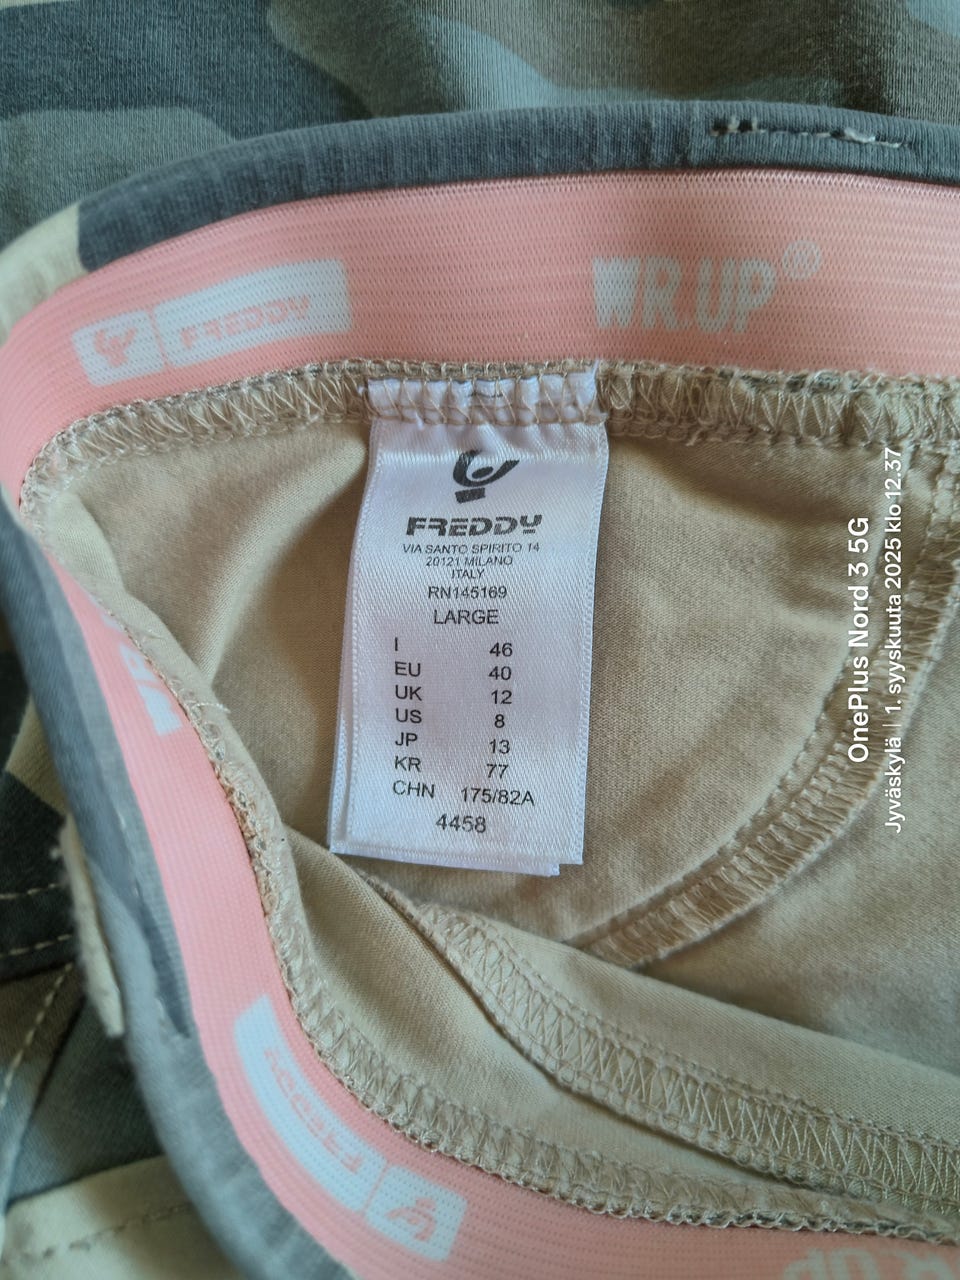 FREDDY
WR.UP®
FREDDY
VIA SANTO SPIRITO 14
20121 MILANO
ITALY
RN145169
LARGE
I 46
EU 40
UK 12
US 8
JP 13
KR 77
CHN 175/82A
4458
OnePlus Nord 3 5G
Jyväskylä | 1. syyskuuta 2025 klo 12.37
FREDDY